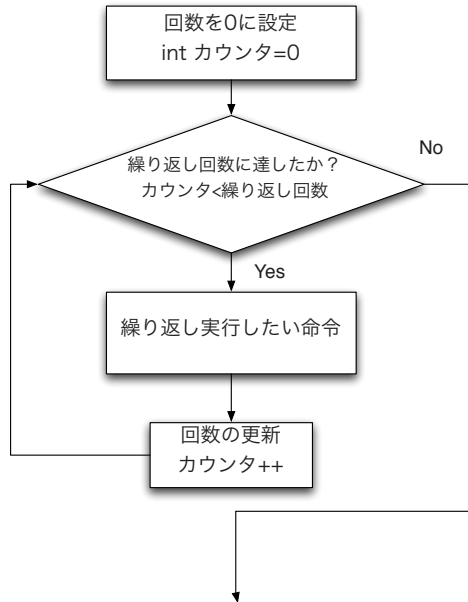 回数を0に設定
int カウンタ=0
繰り返し回数に達したか？
カウンタ<繰り返し回数
No
Yes
繰り返し実行したい命令
回数の更新
カウンタ++